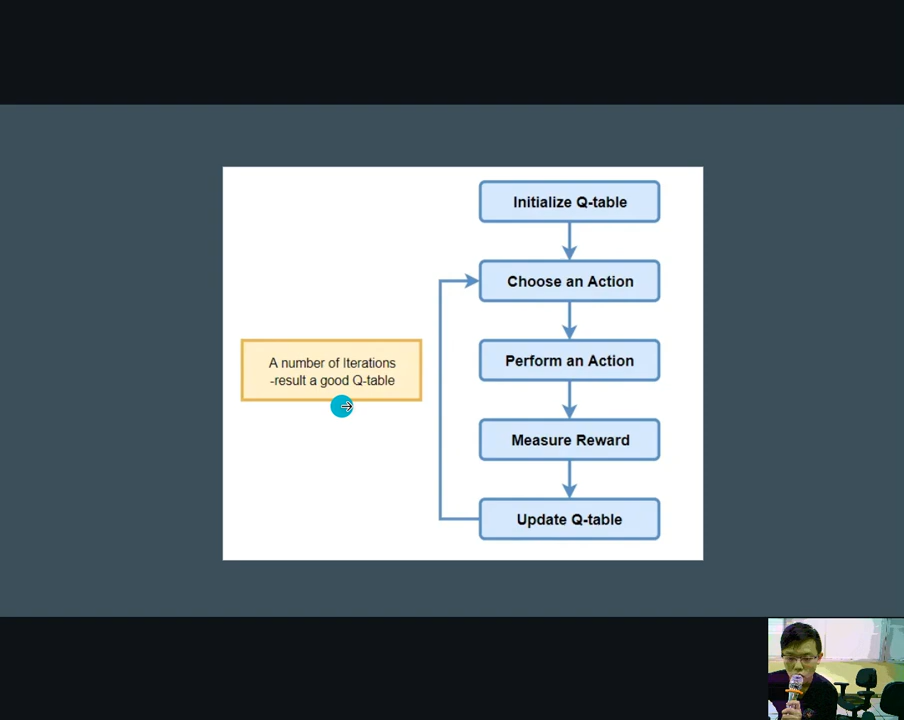 Initialize Q-table
Choose an Action
A number of Iterations
-result a good Q-table
Perform an Action
Measure Reward
Update Q-table